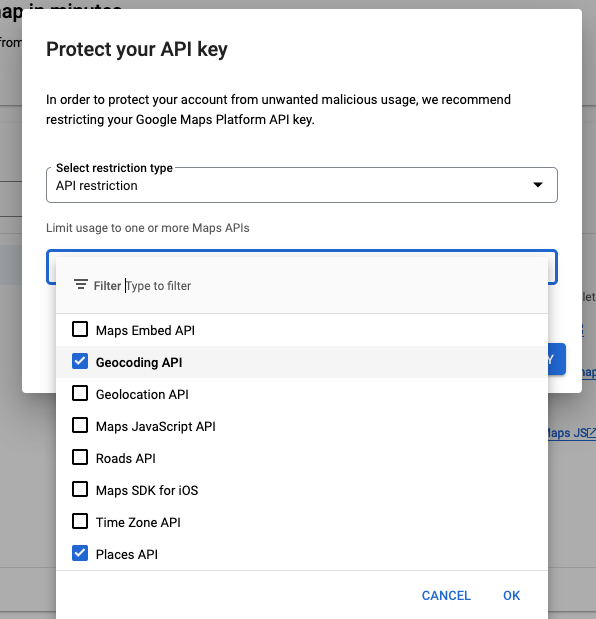 map in minutes
from
Protect your API key
In order to protect your account from unwanted malicious usage, we recommend
restricting your Google Maps Platform API key.
Select restriction type
API restriction
Limit usage to one or more Maps APIs
Filter Type to filter
Maps Embed API
Geocoding API
Geolocation API
Maps JavaScript API
Roads API
Maps SDK for iOS
Time Zone API
Places API
Maps JS
CANCEL OK